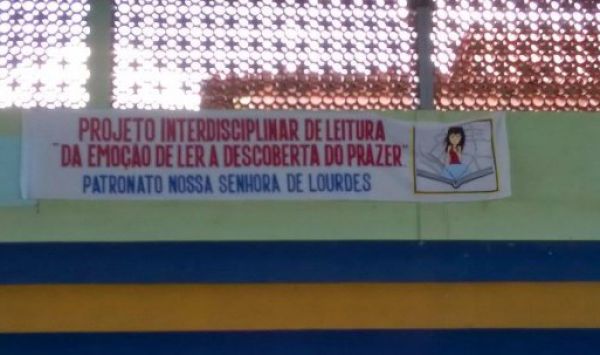 PROJETO INTERDISCIPLINAR DE LEITURA
"DA EMOÇÃO DE LER A DESCOBERTA DO PRAZER"
PATRONATO NOSSA SENHORA DE LOURDES